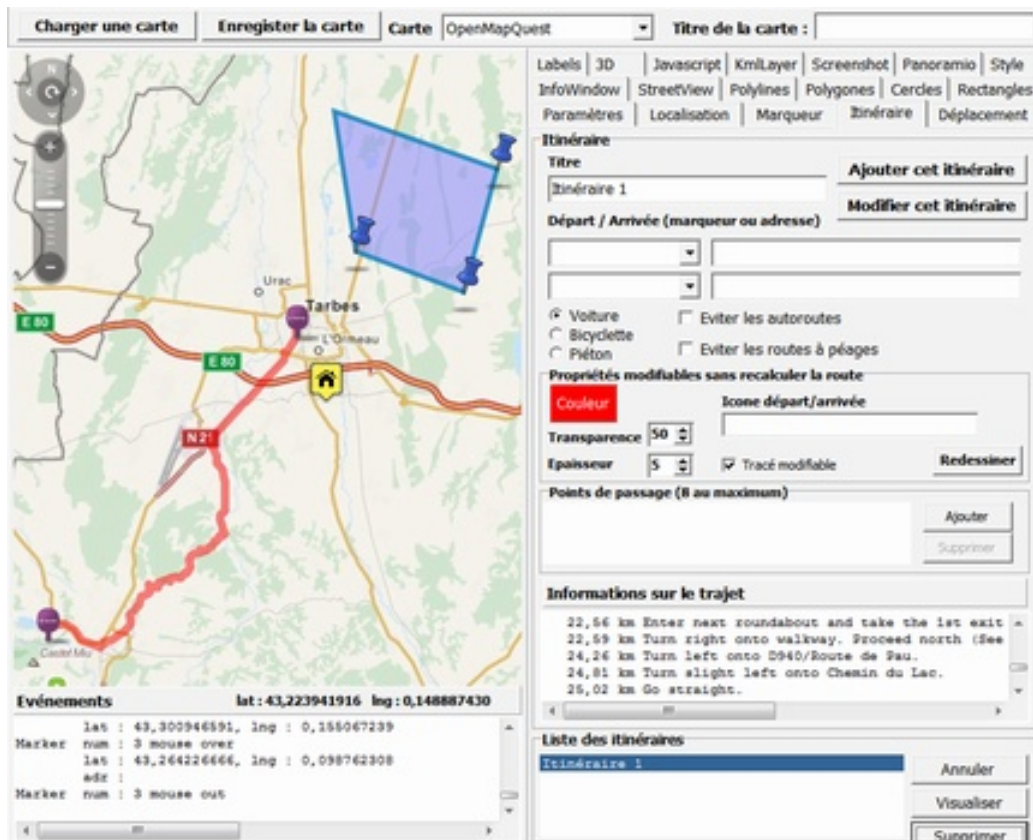 Charger une carte Enregistrer la carte Carte OpenMapQuest Titre de la carte :
Labels 3D Javascript KmlLayer Screenshot Panoramio Style
InfoWindow StreetView Polylines Polygones Cercles Rectangles
Paramètres Localisation Marqueur Itinéraire Déplacement
N
Urac
Tarbes
L'Ormeau
E 80
E 80
N 21
Itinéraire
Titre
Itinéraire 1
Ajouter cet itinéraire
Modifier cet itinéraire
Départ / Arrivée (marqueur ou adresse)
Voiture
Eviter les autoroutes
Bicyclette
Piéton
Eviter les routes à péages
Propriétés modifiables sans recalculer la route
Couleur
Icone départ/arrivée
Transparence 50
Epaisseur 5
Tracé modifiable
Redessiner
Points de passage (8 au maximum)
Ajouter
Supprimer
Informations sur le trajet
22,56 km Enter next roundabout and take the 1st exit
22,59 km Turn right onto walkway. Proceed north (See
24,26 km Turn left onto D940/Route de Pau.
24,81 km Turn slight left onto Chemin du Lac.
25,02 km Go straight.
Evénements lat : 43,223941916 lng : 0,148887430
lat : 43,300946591, lng : 0,155067239
Marker num : 3 mouse over
lat : 43,264226666, lng : 0,098762308
adr :
Marker num : 3 mouse out
Liste des itinéraires
Itinéraire 1
Annuler
Visualiser
Supprimer